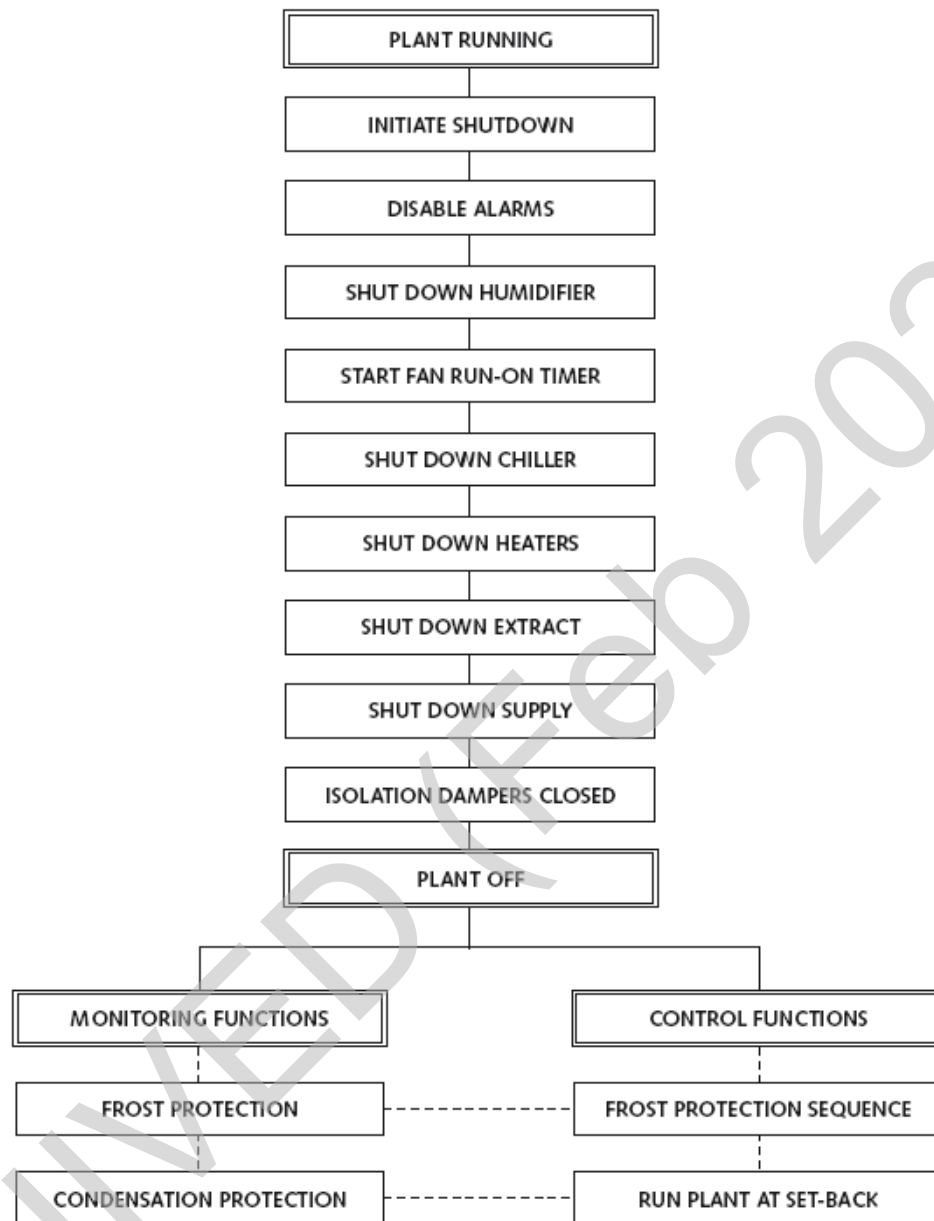 PLANT RUNNING
INITIATE SHUTDOWN
DISABLE ALARMS
SHUT DOWN HUMIDIFIER
START FAN RUN-ON TIMER
SHUT DOWN CHILLER
SHUT DOWN HEATERS
SHUT DOWN EXTRACT
SHUT DOWN SUPPLY
ISOLATION DAMPERS CLOSED
PLANT OFF
MONITORING FUNCTIONS
CONTROL FUNCTIONS
FROST PROTECTION
FROST PROTECTION SEQUENCE
CONDENSATION PROTECTION
RUN PLANT AT SET-BACK
(Feb